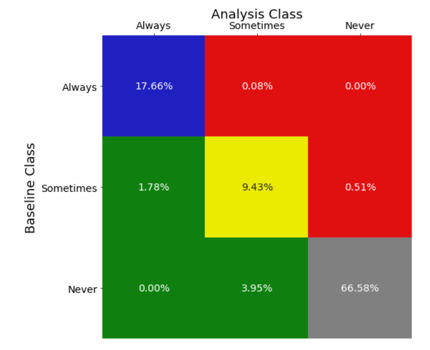 Analysis Class
Always Sometimes Never
Baseline Class
Always 17.66% 0.08% 0.00%
Sometimes 1.78% 9.43% 0.51%
Never 0.00% 3.95% 66.58%